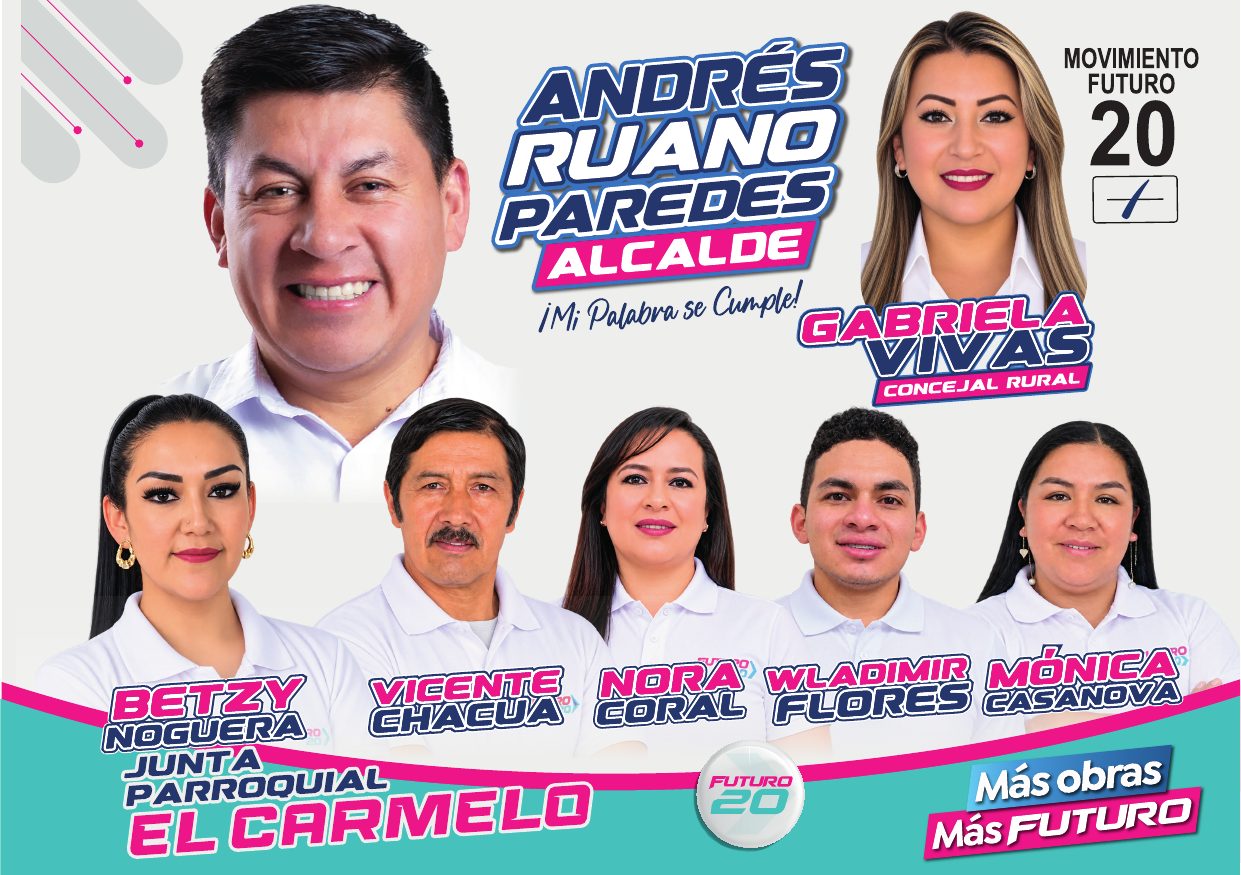 ANDRÉS
RUANO
PAREDES
ALCALDE
¡Mi Palabra se Cumple!
MOVIMIENTO
FUTURO
20
GABRIELA
VIVAS
CONCEJAL RURAL
BETZY
NOGUERA
VICENTE
CHACUA
NORA
CORAL
WLADIMIR
FLORES
MÓNICA
CASANOVA
JUNTA
PARROQUIAL
EL CARMELO
FUTURO
20
Más obras
Más FUTURO